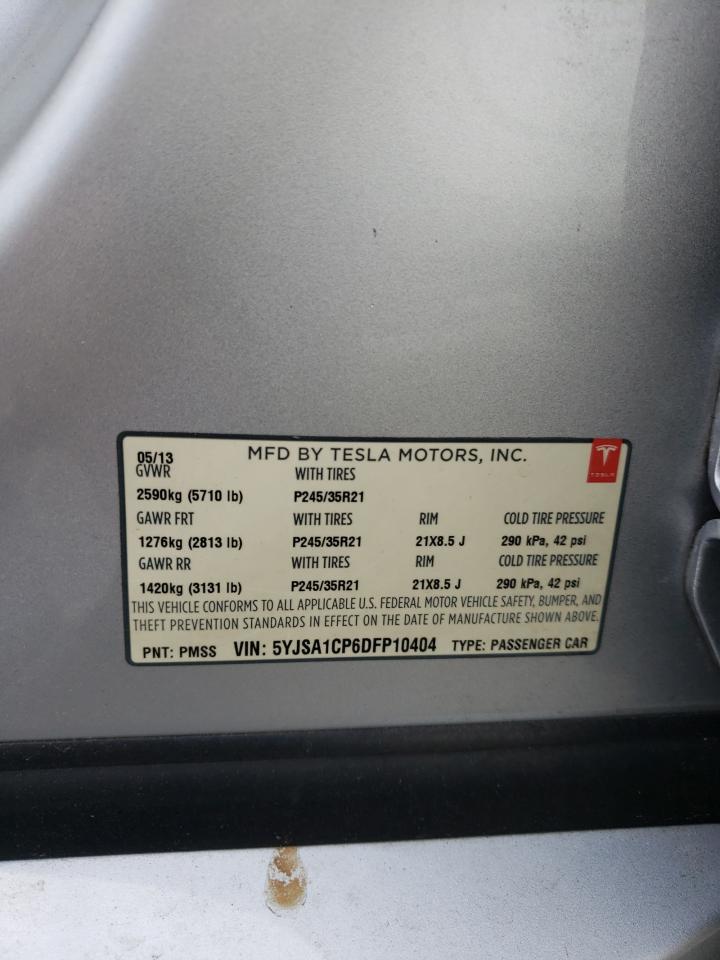 05/13 MFD BY TESLA MOTORS, INC.
GVWR WITH TIRES
TESLA
2590kg (5710 lb) P245/35R21
GAWR FRT WITH TIRES RIM COLD TIRE PRESSURE
1276kg (2813 lb) P245/35R21 21X8.5 J 290 kPa, 42 psi
GAWR RR WITH TIRES RIM COLD TIRE PRESSURE
1420kg (3131 lb) P245/35R21 21X8.5 J 290 kPa, 42 psi
THIS VEHICLE CONFORMS TO ALL APPLICABLE U.S. FEDERAL MOTOR VEHICLE SAFETY, BUMPER, AND
THEFT PREVENTION STANDARDS IN EFFECT ON THE DATE OF MANUFACTURE SHOWN ABOVE.
PNT: PMSS VIN: 5YJSA1CP6DFP10404 TYPE: PASSENGER CAR